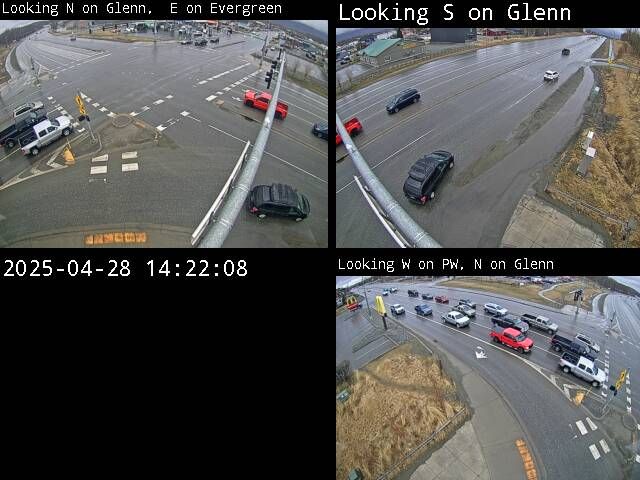 Looking N on Glenn, E on Evergreen
Looking S on Glenn
2025-04-28 14:22:08
Looking W on PW, N on Glenn